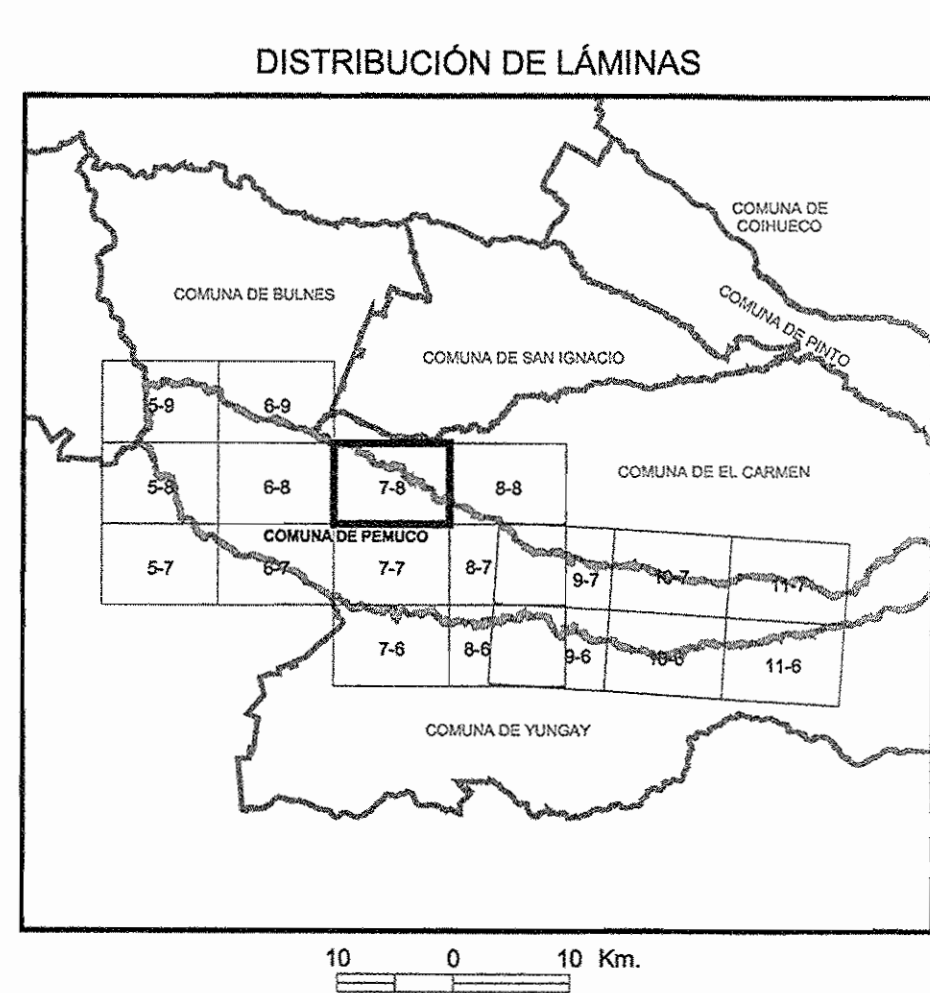 DISTRIBUCIÓN DE LÁMINAS
COMUNA DE
COIHUECO
COMUNA DE BULNES
COMUNA DE PINTO
COMUNA DE SAN IGNACIO
5-9
6-9
COMUNA DE EL CARMEN
5-8
6-8
7-8
8-8
COMUNA DE PEMUCO
5-7
6-7
7-7
8-7
9-7
10-7
11-7
7-6
8-6
9-6
10-6
11-6
COMUNA DE YUNGAY
10 0 10 Km.